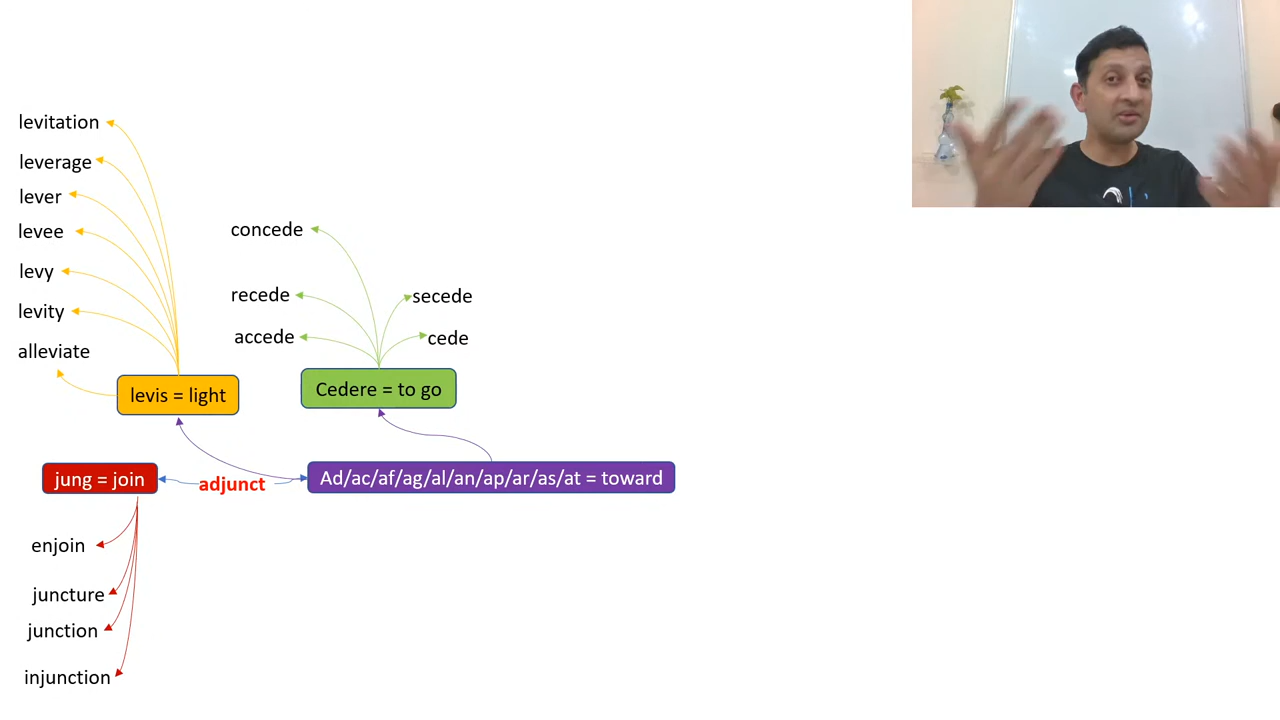 levitation
leverage
lever
levee
levy
levity
alleviate
levis = light
concede
recede
secede
accede
cede
Cedere = to go
jung = join
adjunct
Ad/ac/af/ag/al/an/ap/ar/as/at = toward
enjoin
juncture
junction
injunction